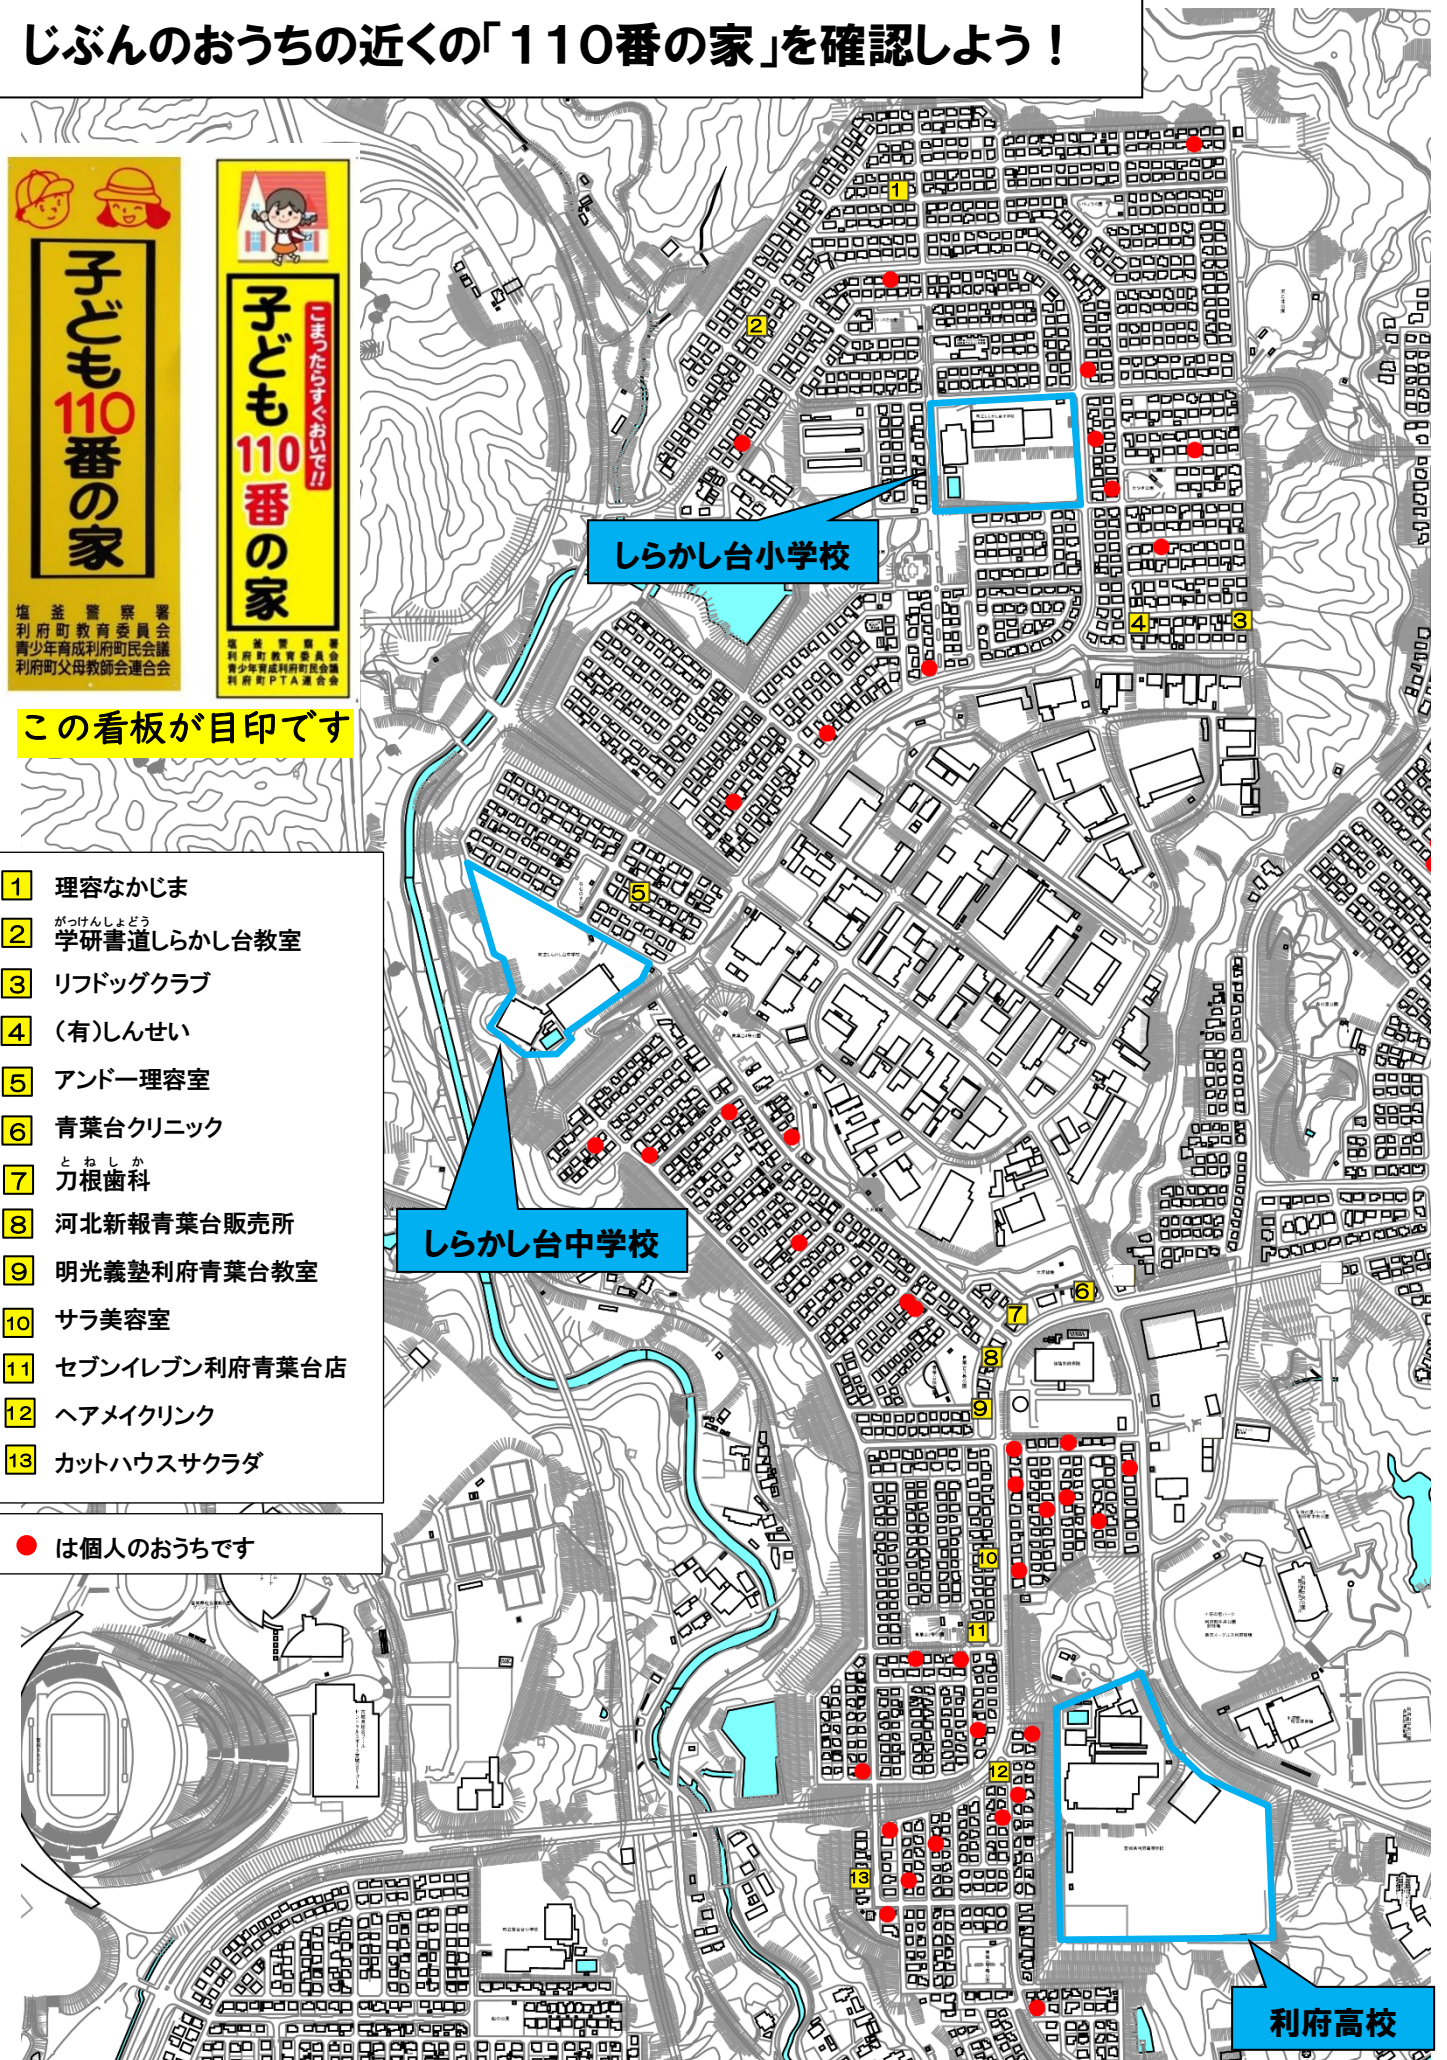 じぶんのおうちの近くの「110番の家」を確認しよう!
子ども110番の家
塩釜警察署
利府町教育委員会
青少年育成利府町民会議
利府町父母教師会連合会
こまったらすぐおいで!!
子ども110番の家
塩釜警察署
利府町教育委員会
青少年育成利府町民会議
利府町PTA連合会
この看板が目印です
1 理容なかじま
がっけんしょどう
2 学研書道しらかし台教室
3 リフドッグクラブ
4 (有)しんせい
5 アンドー理容室
6 青葉台クリニック
とねしか
7 刀根歯科
8 河北新報青葉台販売所
9 明光義塾利府青葉台教室
10 サラ美容室
11 セブンイレブン利府青葉台店
12 ヘアメイクリンク
13 カットハウスサクラダ
は個人のおうちです
1
2
しらかし台小学校
4
3
5
しらかし台中学校
6
7
8
9
10
11
12
13
利府高校